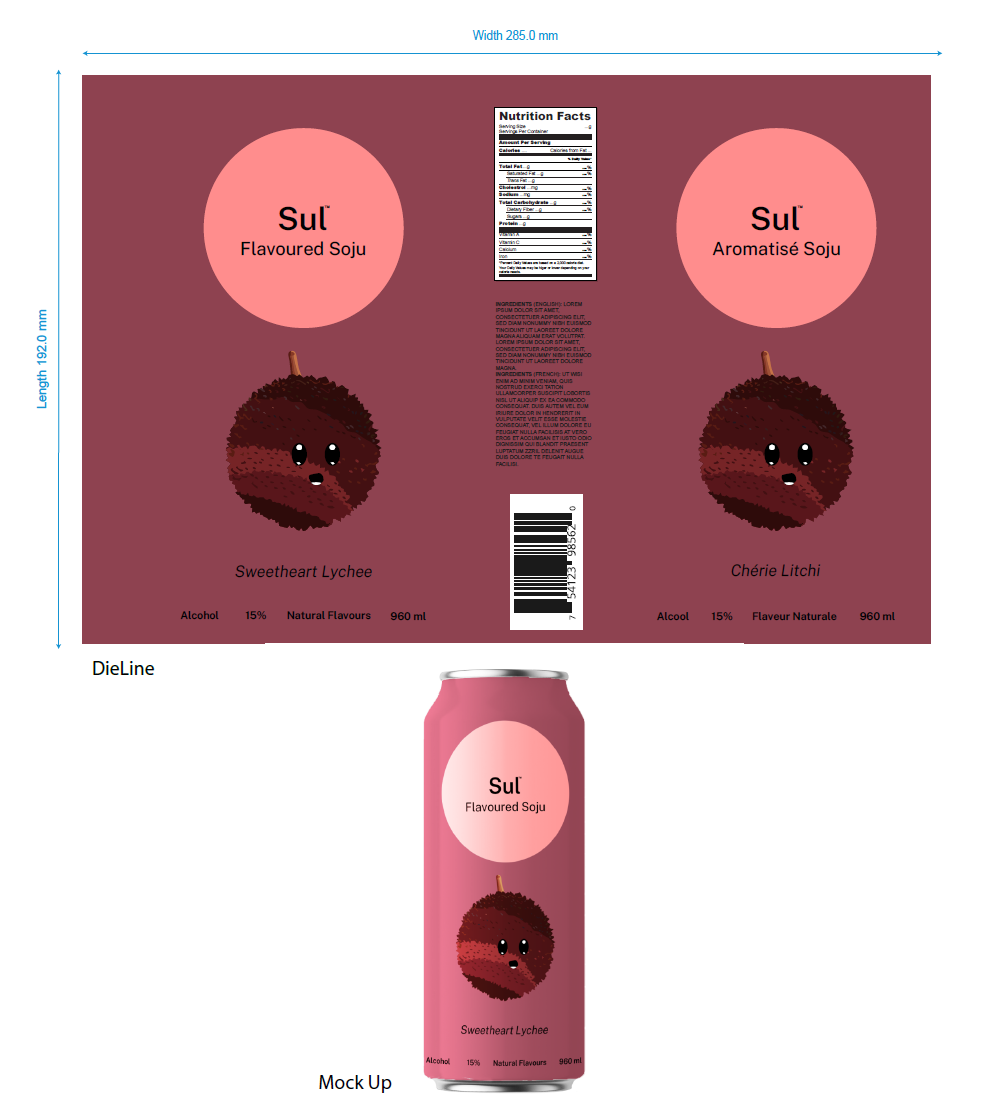 Width 285.0 mm
Length 192.0 mm
Sul™
Flavoured Soju
Sweetheart Lychee
Alcohol 15% Natural Flavours 960 ml
Nutrition Facts
Serving Size ...g
Servings Per Container
Amount Per Serving
Calories .... Calories from Fat ...
% Daily Value*
Total Fat ...g ...%
Saturated Fat ...g ...%
Trans Fat ...g
Cholestrol ...mg ...%
Sodium ...mg ...%
Total Carbohydrate ...g ...%
Dietary Fiber ...g ...%
Sugars ...g
Protein ...g
Vitamin A ...%
Vitamin C ...%
Calcium ...%
Iron ...%
*Percent Daily Values are based on a 2,000 calorie diet.
Your Daily Values may be higher or lower depending on your
calorie needs.
INGREDIENTS (ENGLISH): LOREM
IPSUM DOLOR SIT AMET,
CONSECTETUER ADIPISCING ELIT,
SED DIAM NONUMMY NIBH EUISMOD
TINCIDUNT UT LAOREET DOLORE
MAGNA ALIQUAM ERAT VOLUTPAT.
LOREM IPSUM DOLOR SIT AMET,
CONSECTETUER ADIPISCING ELIT,
SED DIAM NONUMMY NIBH EUISMOD
TINCIDUNT UT LAOREET DOLORE
MAGNA.
INGREDIENTS (FRENCH): UT WISI
ENIM AD MINIM VENIAM, QUIS
NOSTRUD EXERCI TATION
ULLAMCORPER SUSCIPIT LOBORTIS
NISL UT ALIQUIP EX EA COMMODO
CONSEQUAT. DUIS AUTEM VEL EUM
IRIURE DOLOR IN HENDRERIT IN
VULPUTATE VELIT ESSE MOLESTIE
CONSEQUAT, VEL ILLUM DOLORE EU
FEUGIAT NULLA FACILISIS AT VERO
EROS ET ACCUMSAN ET IUSTO ODIO
DIGNISSIM QUI BLANDIT PRAESENT
LUPTATUM ZZRIL DELENIT AUGUE
DUIS DOLORE TE FEUGAIT NULLA
FACILISI.
7 54123 98562 0
Sul™
Aromatisé Soju
Chérie Litchi
Alcool 15% Flaveur Naturale 960 ml
DieLine
Sul™
Flavoured Soju
Sweetheart Lychee
Alcohol 15% Natural Flavours 960 ml
Mock Up